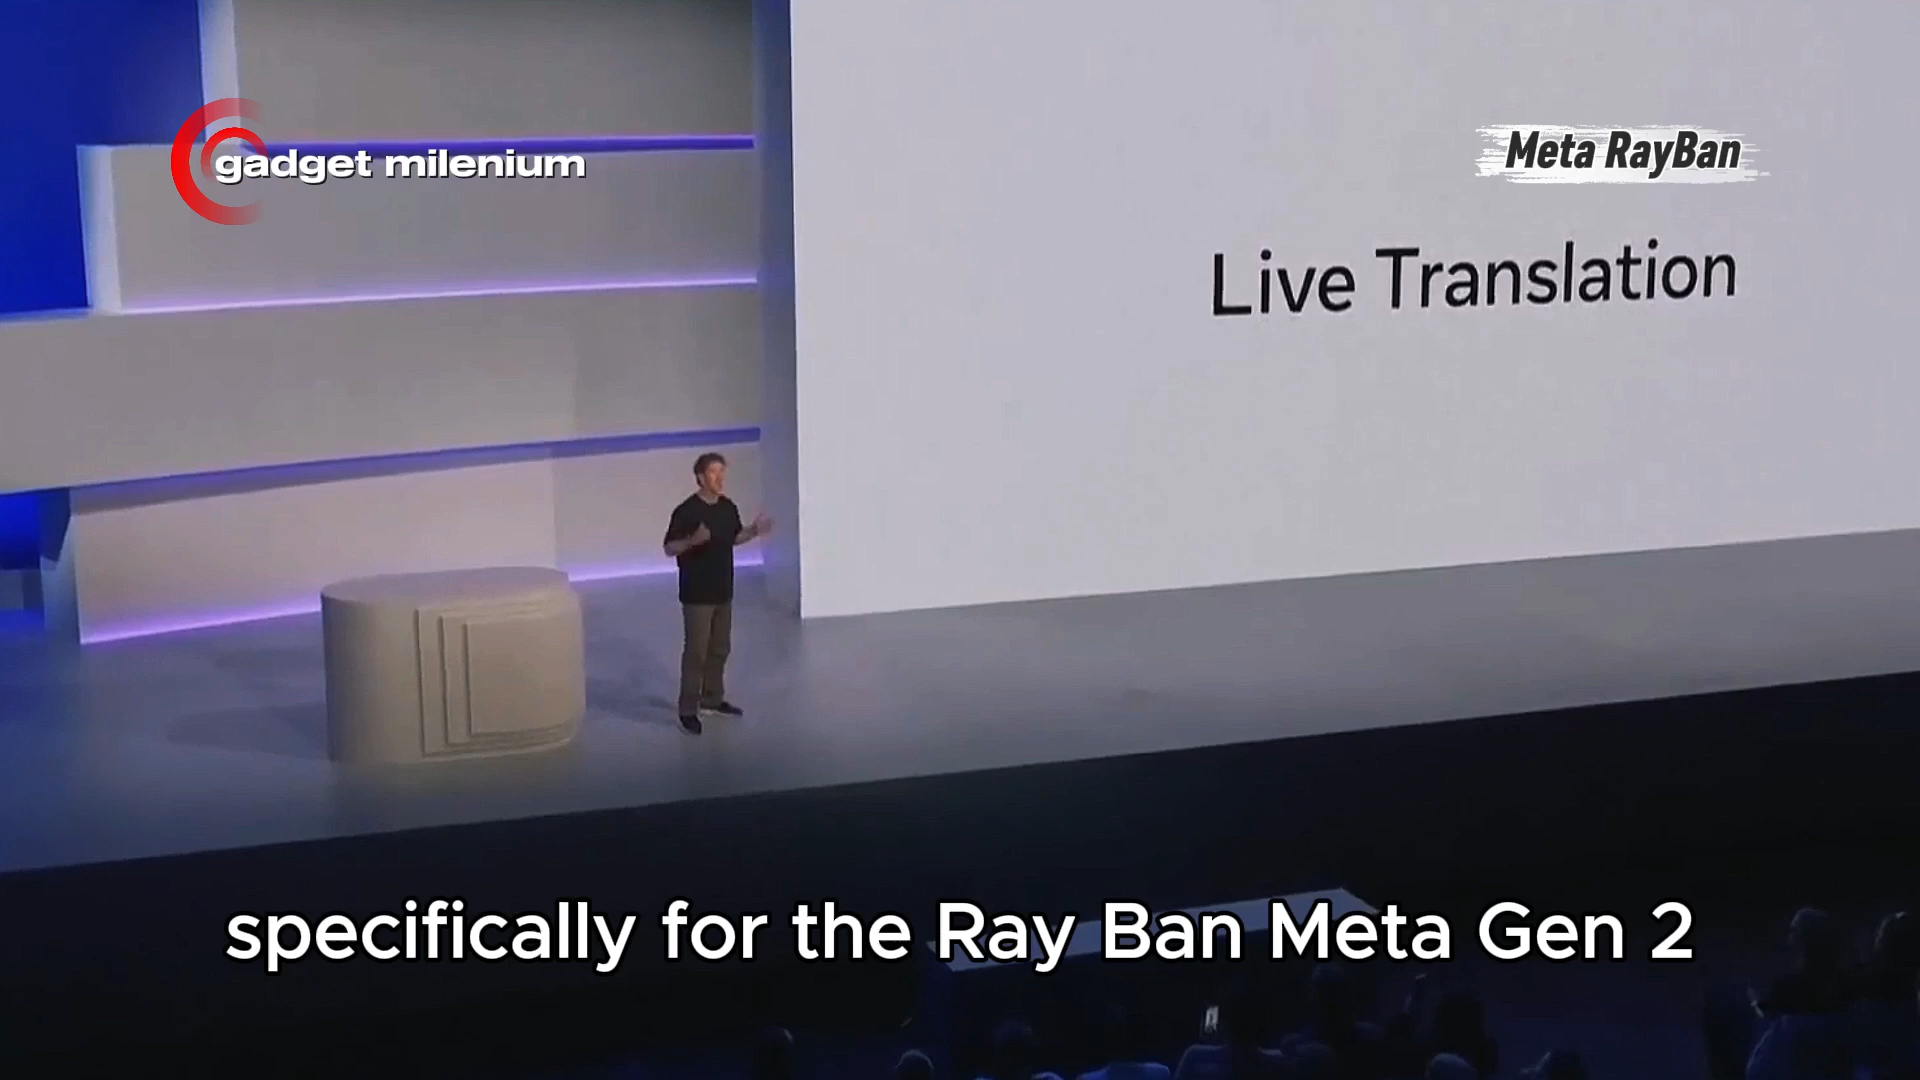 gadget milenium
Meta RayBan
Live Translation
specifically for the Ray Ban Meta Gen 2